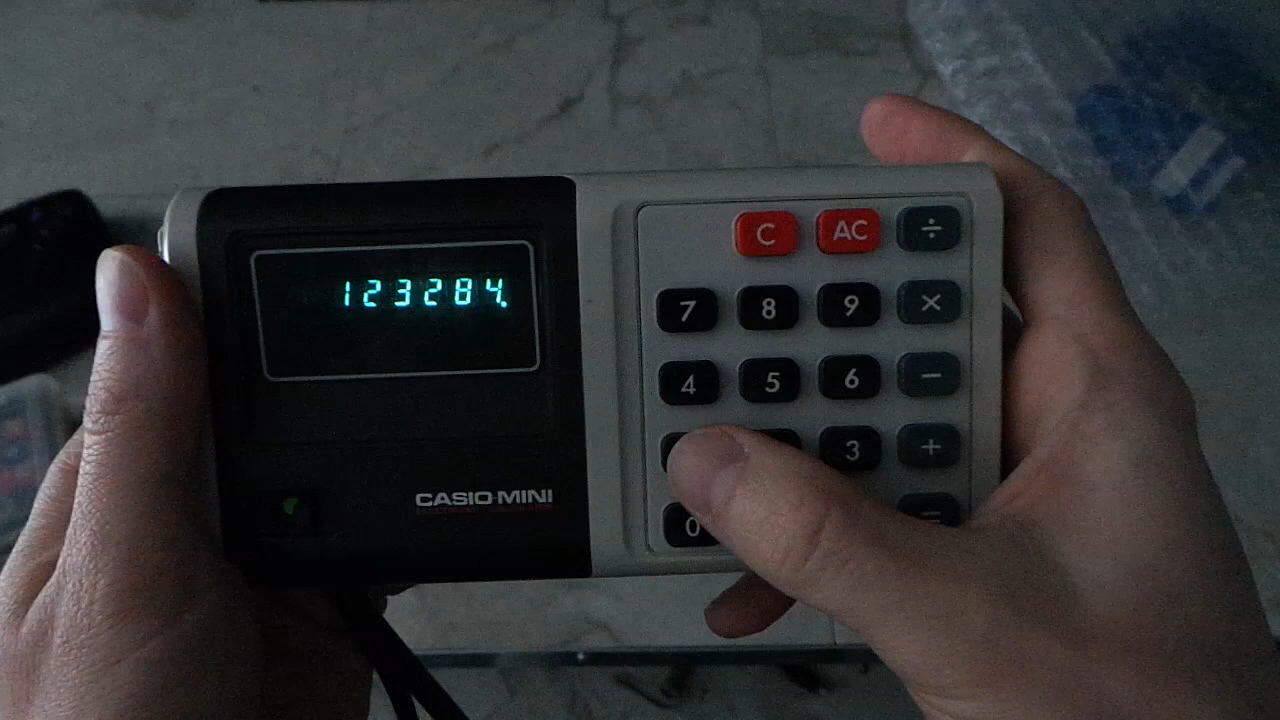 123284.
C AC ÷
7 8 9 ×
4 5 6 −
3 +
0 =
CASIO-MINI